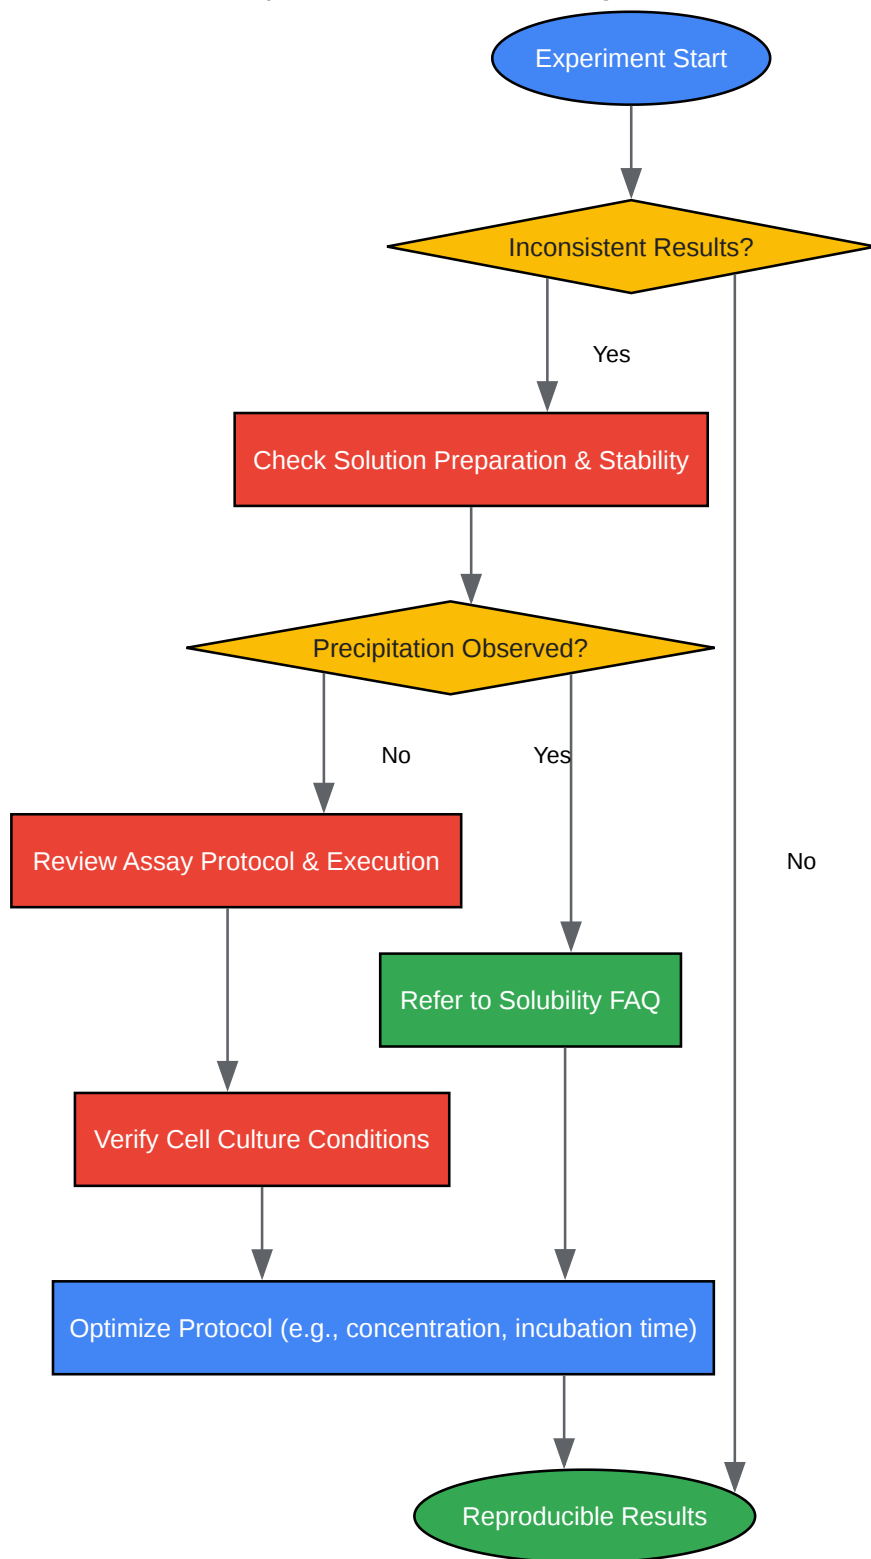 Experiment Start
Inconsistent Results?
Yes
Check Solution Preparation & Stability
Precipitation Observed?
No
Yes
Review Assay Protocol & Execution
No
Refer to Solubility FAQ
Verify Cell Culture Conditions
Optimize Protocol (e.g., concentration, incubation time)
Reproducible Results